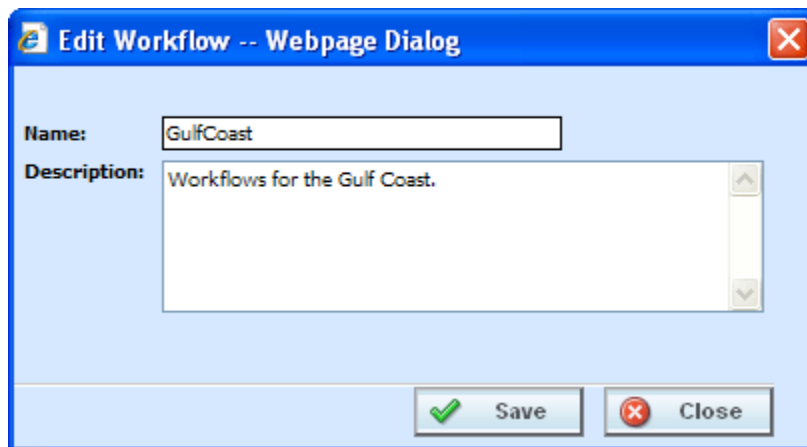 Edit Workflow -- Webpage Dialog
Name: GulfCoast
Description: Workflows for the Gulf Coast.
Save Close